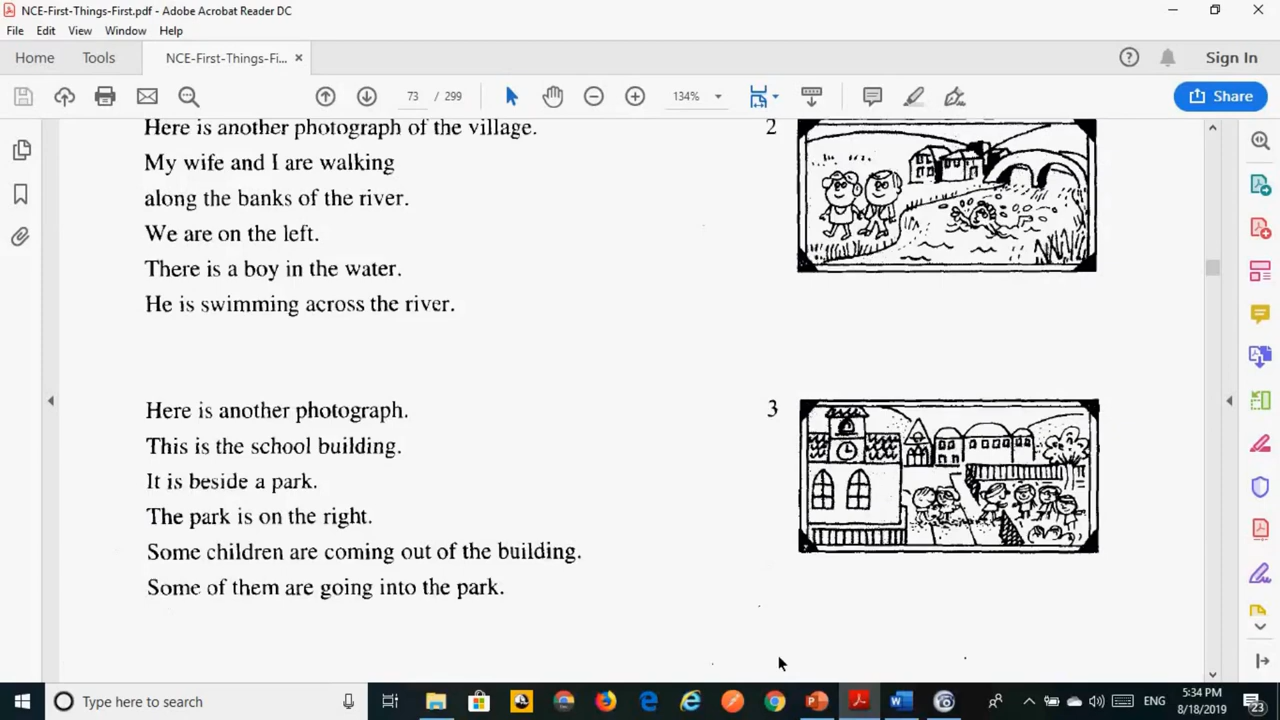 NCE-First-Things-First.pdf - Adobe Acrobat Reader DC
File Edit View Window Help
Home Tools NCE-First-Things-Fi... × Sign In
73 / 299 134% Share
Here is another photograph of the village.
2
My wife and I are walking
along the banks of the river.
We are on the left.
There is a boy in the water.
He is swimming across the river.
Here is another photograph.
3
This is the school building.
It is beside a park.
The park is on the right.
Some children are coming out of the building.
Some of them are going into the park.
Type here to search
ENG
5:34 PM
8/18/2019
23